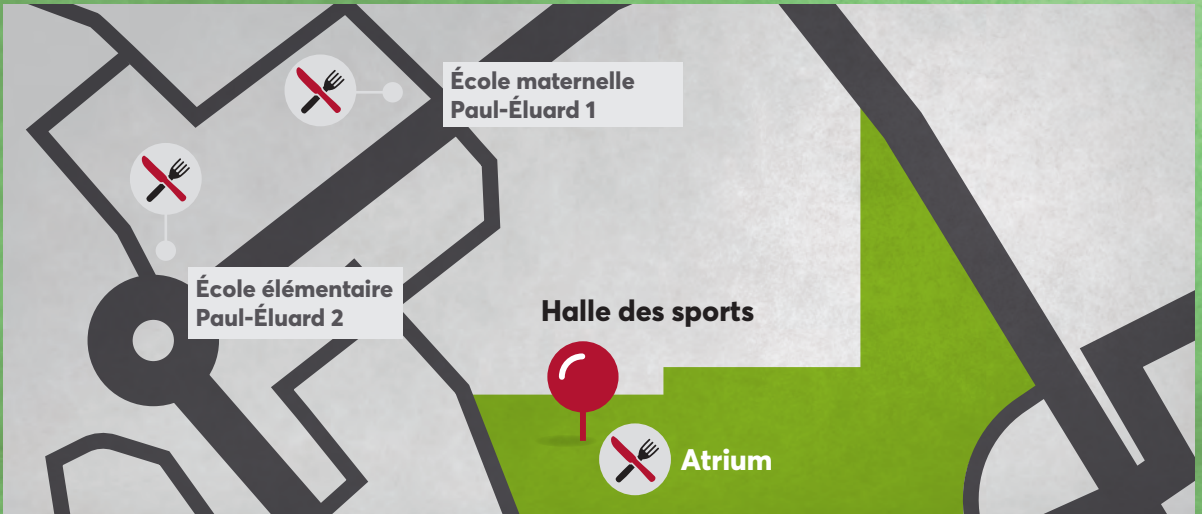 École maternelle
Paul-Éluard 1
École élémentaire
Paul-Éluard 2
Halle des sports
Atrium